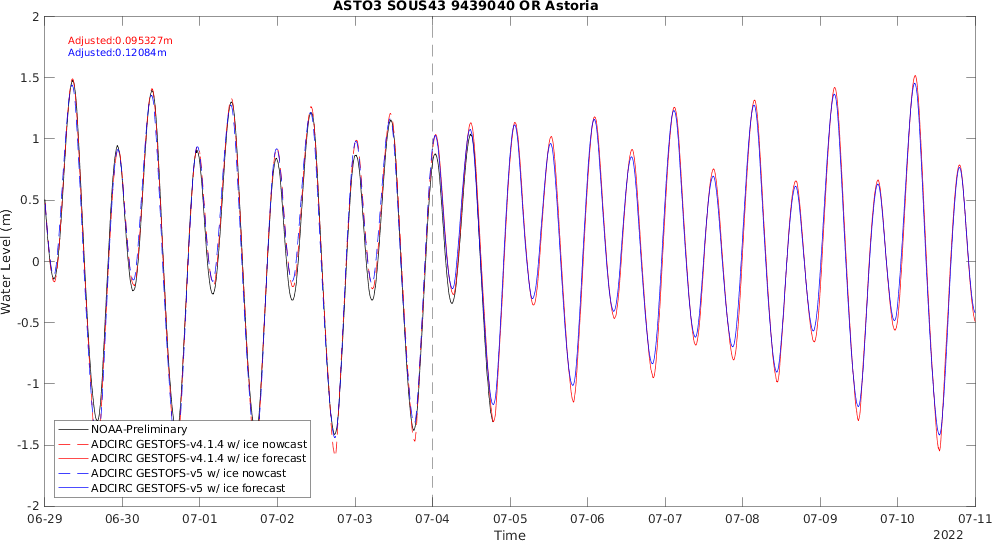 ASTO3 SOUS43 9439040 OR Astoria
Adjusted:0.095327m
Adjusted:0.12084m
2
1.5
1
0.5
0
-0.5
-1
-1.5
-2
Water Level (m)
NOAA-Preliminary
ADCIRC GESTOFS-v4.1.4 w/ ice nowcast
ADCIRC GESTOFS-v4.1.4 w/ ice forecast
ADCIRC GESTOFS-v5 w/ ice nowcast
ADCIRC GESTOFS-v5 w/ ice forecast
06-29 06-30 07-01 07-02 07-03 07-04 07-05 07-06 07-07 07-08 07-09 07-10 07-11
Time
2022